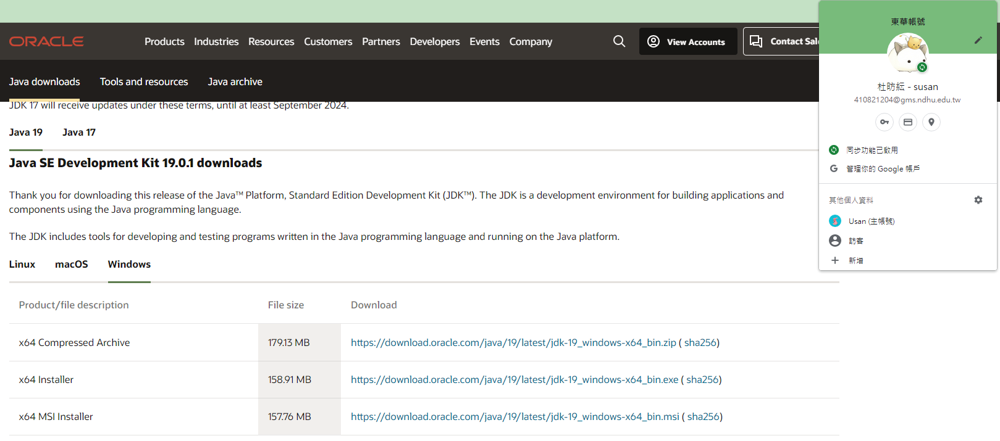 ORACLE
Products Industries Resources Customers Partners Developers Events Company
View Accounts
Contact
Java downloads Tools and resources Java archive
JDK 17 will receive updates under these terms, until at least September 2024.
Java 19 Java 17
Java SE Development Kit 19.0.1 downloads
Thank you for downloading this release of the Java™ Platform, Standard Edition Development Kit (JDK™). The JDK is a development environment for building applications and
components using the Java programming language.
The JDK includes tools for developing and testing programs written in the Java programming language and running on the Java platform.
Linux macOS Windows
Product/file description File size Download
x64 Compressed Archive 179.13 MB https://download.oracle.com/java/19/latest/jdk-19_windows-x64_bin.zip ( sha256)
x64 Installer 158.91 MB https://download.oracle.com/java/19/latest/jdk-19_windows-x64_bin.exe ( sha256)
x64 MSI Installer 157.76 MB https://download.oracle.com/java/19/latest/jdk-19_windows-x64_bin.msi ( sha256)
東華帳號
杜昉紜 - susan
410821204@gms.ndhu.edu.tw
同步功能已啟用
管理你的 Google 帳戶
其他個人資料
Usan (主帳號)
訪客
新增